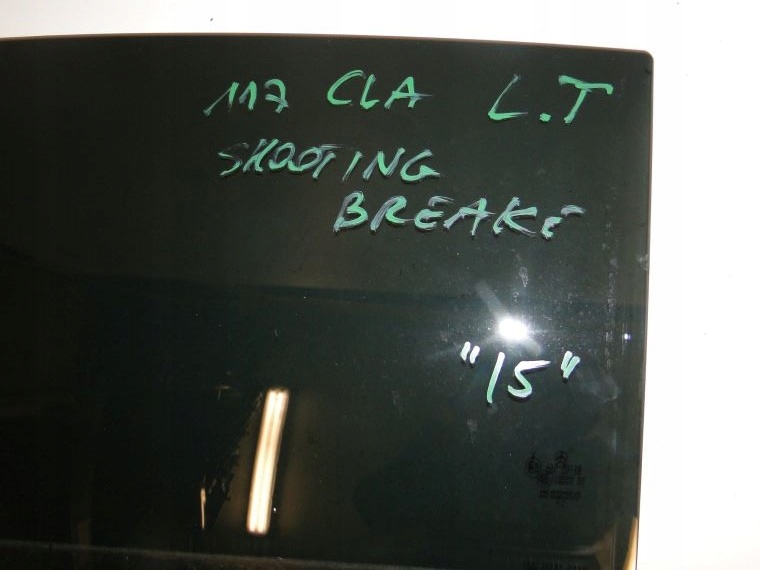 117 CLA L.T
SHOOTING
BREAKE
"15"